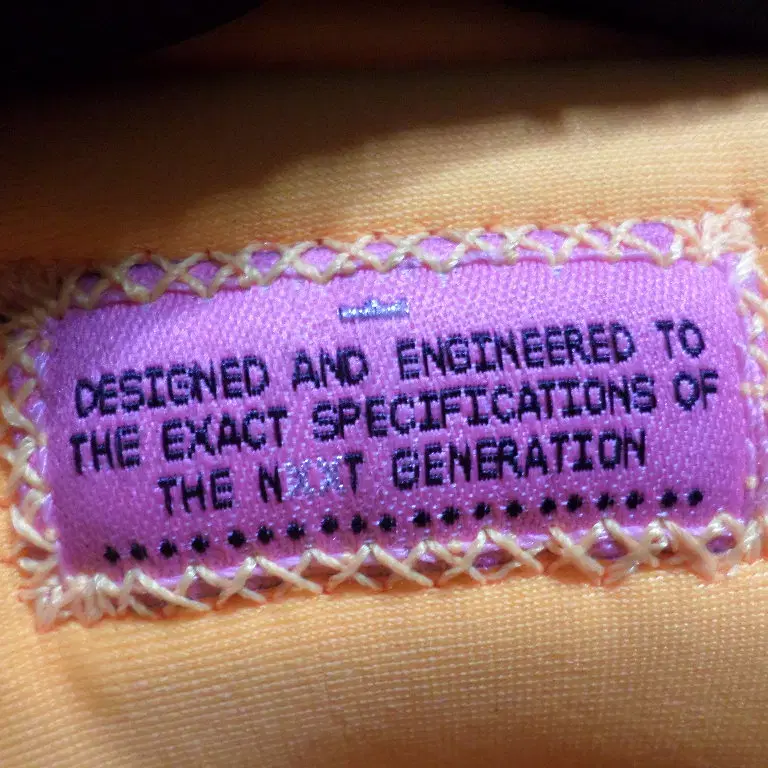 DESIGNED AND ENGINEERED TO
THE EXACT SPECIFICATIONS OF
THE NXXT GENERATION